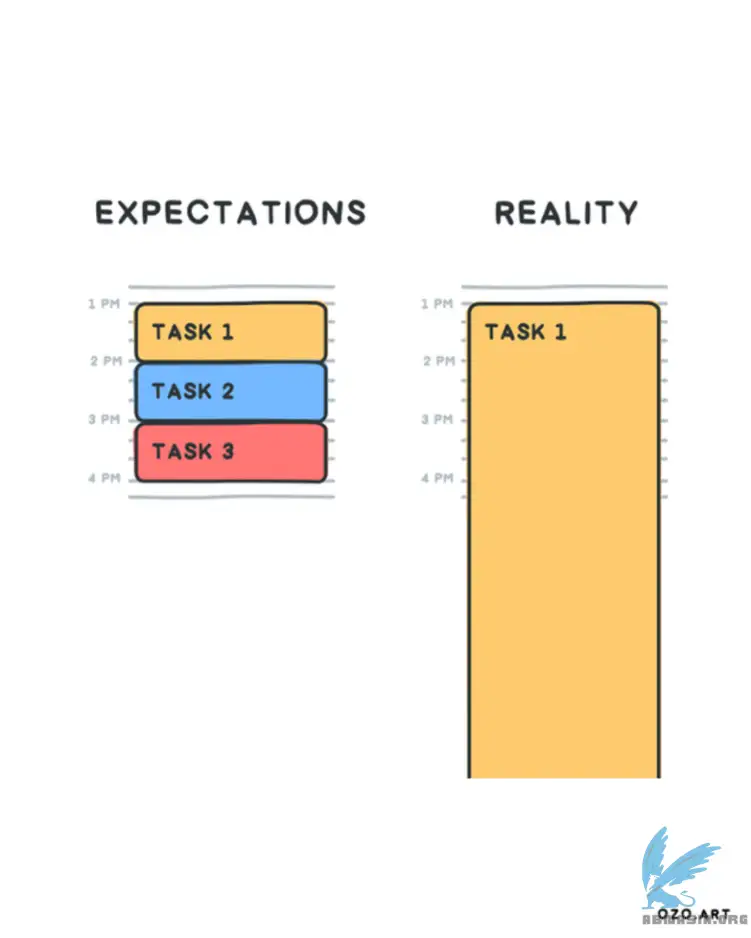 EXPECTATIONS
1 PM
TASK 1
2 PM
TASK 2
3 PM
TASK 3
4 PM
REALITY
1 PM
TASK 1
2 PM
3 PM
4 PM
OZO ART